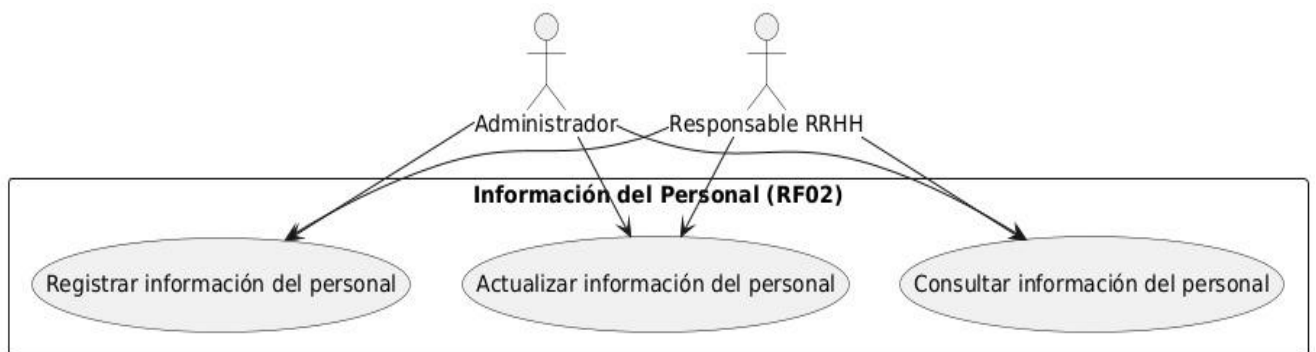 Administrador
Responsable RRHH
Información del Personal (RF02)
Registrar información del personal
Actualizar información del personal
Consultar información del personal